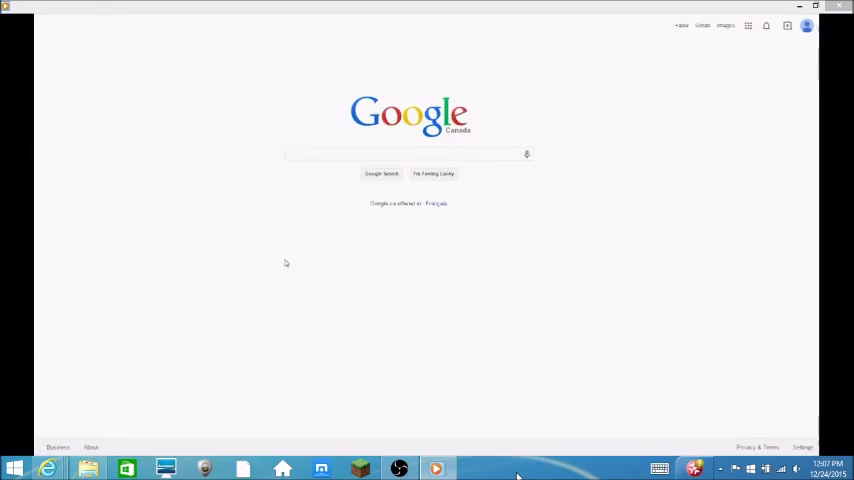 +alex Gmail Images
Google
Canada
Google Search I'm Feeling Lucky
Google.ca offered in: Français
Business About
Privacy & Terms Settings
12:07 PM
12/24/2015